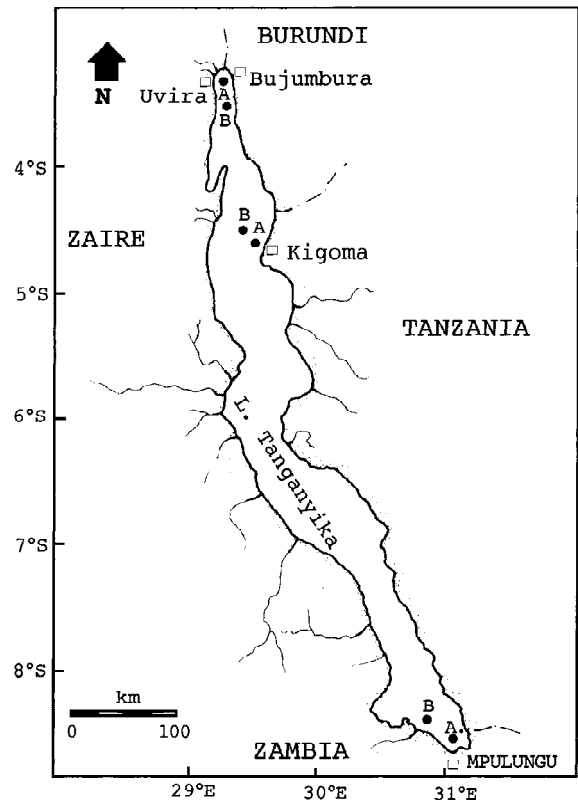 BURUNDI
N
Uvira
Bujumbura
A
B
4°S
ZAIRE
B A
Kigoma
5°S
TANZANIA
6°S
L. Tanganyika
7°S
8°S
km
0 100
B
A
ZAMBIA
MPULUNGU
29°E 30°E 31°E